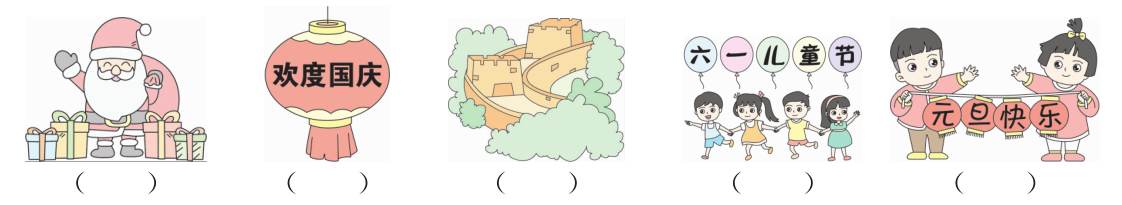 欢度国庆
六一儿童节
元旦快乐
( ) ( ) ( ) ( ) ( )